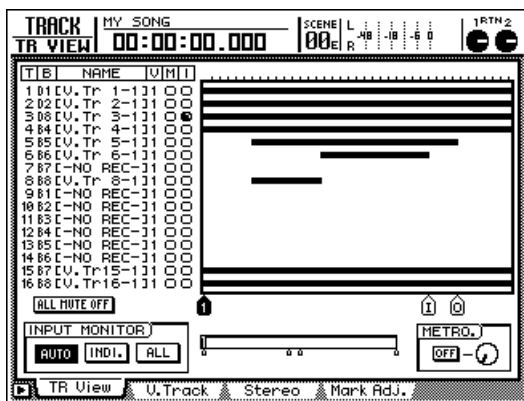 TRACK MY SONG SCENE L 1RTN2
TR VIEW 00:00:00.000 00E R -48 -18 -6 0
T B NAME V M I
1 D1 [V.Tr 1-1]1
2 D2 [V.Tr 2-1]1
3 D8 [V.Tr 3-1]1
4 B4 [V.Tr 4-1]1
5 B5 [V.Tr 5-1]1
6 B6 [V.Tr 6-1]1
7 B7 [-NO REC-]1
8 B8 [V.Tr 8-1]1
9 B1 [-NO REC-]1
10 B2 [-NO REC-]1
11 B3 [-NO REC-]1
12 B4 [-NO REC-]1
13 B5 [-NO REC-]1
14 B6 [-NO REC-]1
15 B7 [V.Tr15-1]1
16 B8 [V.Tr16-1]1
ALL MUTE OFF 1 I O
INPUT MONITOR METRO.
AUTO INDI. ALL OFF
TR View V.Track Stereo Mark Adj.